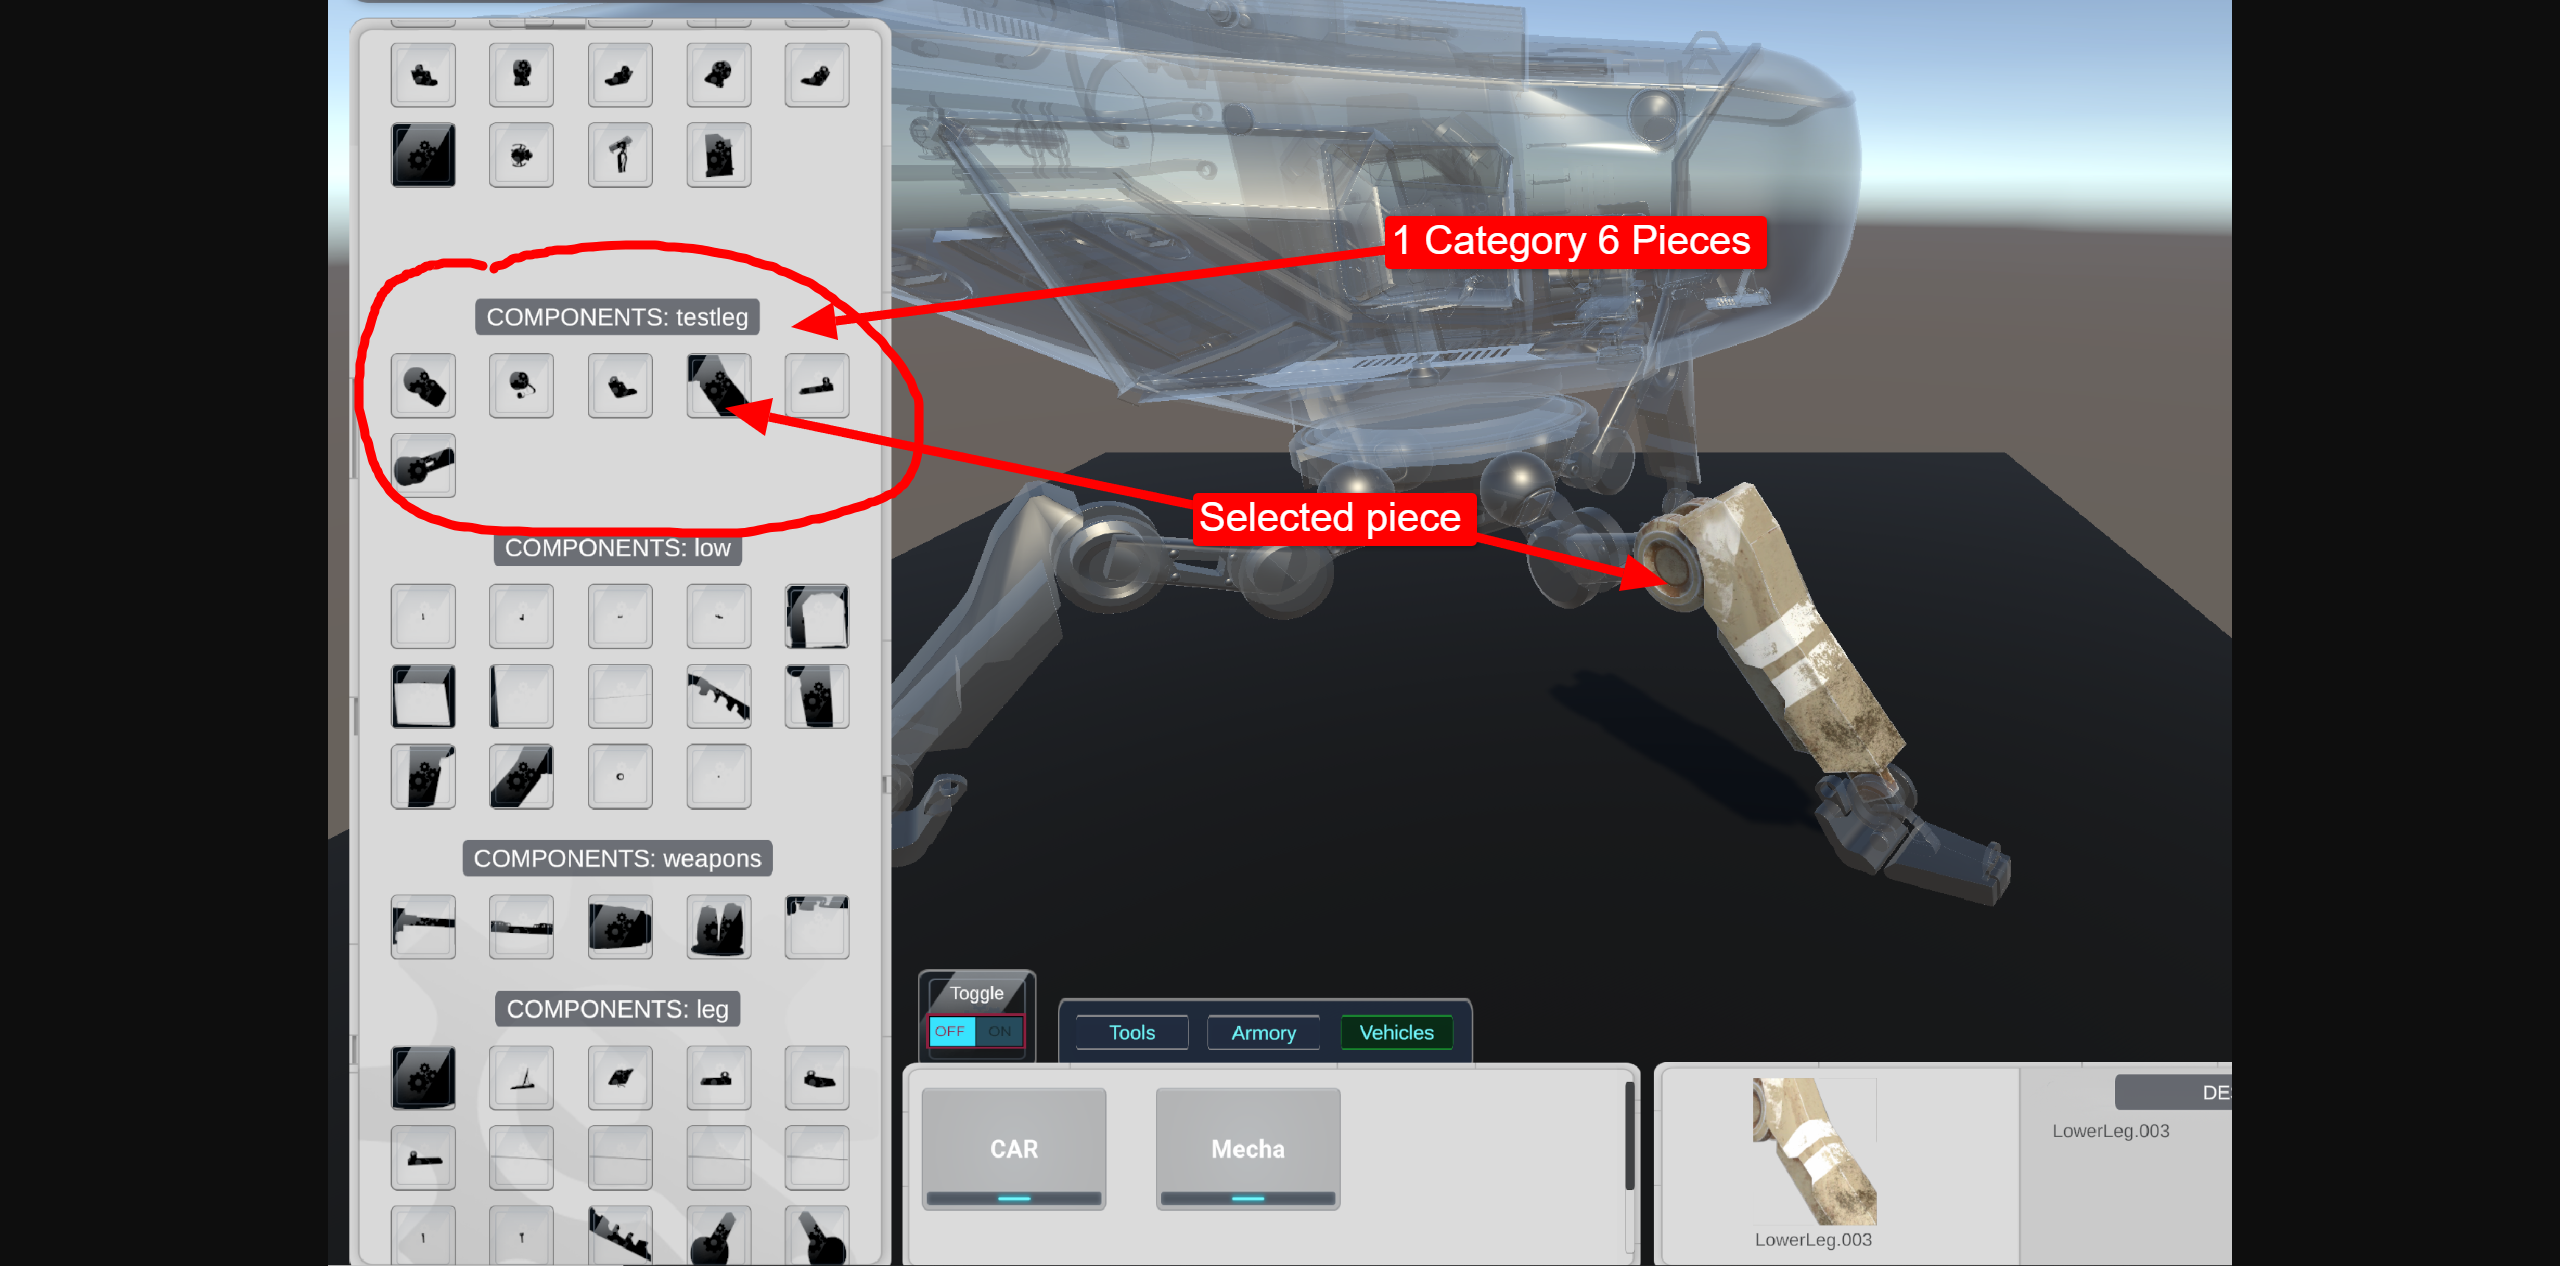 1 Category 6 Pieces
COMPONENTS: testleg
Selected piece
COMPONENTS: low
COMPONENTS: weapons
COMPONENTS: leg
Toggle
OFF ON
Tools Armory Vehicles
CAR Mecha
LowerLeg.003
DE
LowerLeg.003